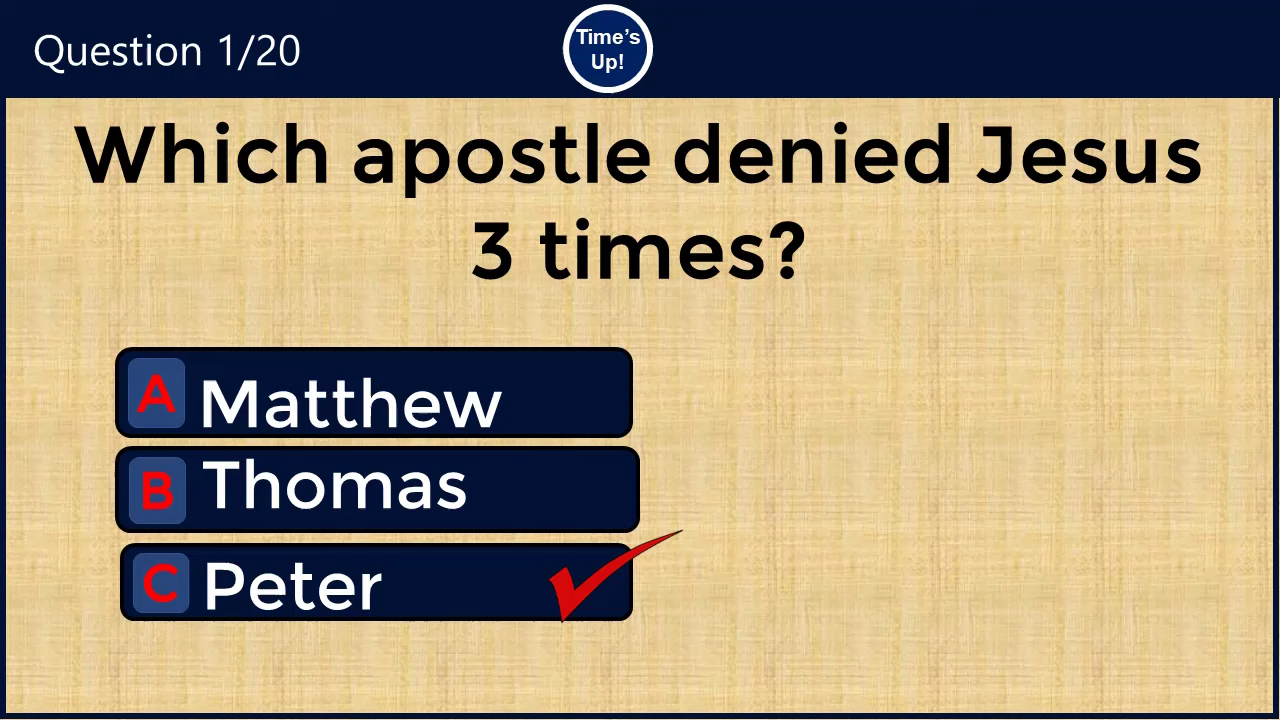 Question 1/20
Time's
Up!
Which apostle denied Jesus
3 times?
A Matthew
B Thomas
C Peter